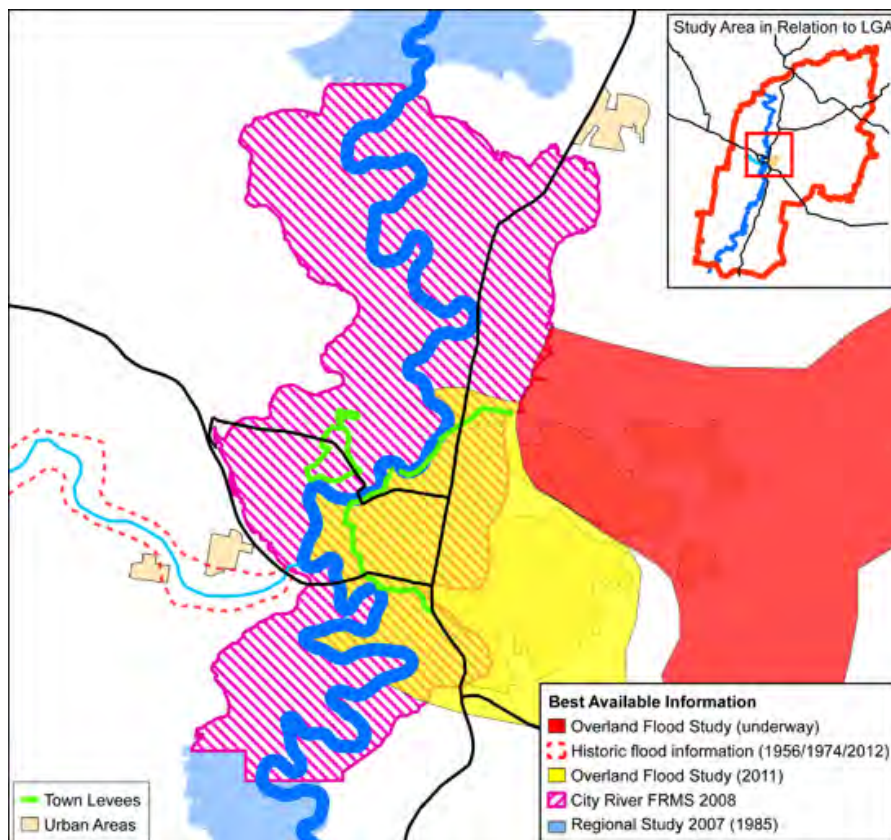 Study Area in Relation to LGA
Best Available Information
Overland Flood Study (underway)
Historic flood information (1956/1974/2012)
Overland Flood Study (2011)
City River FRMS 2008
Regional Study 2007 (1985)
Town Levees
Urban Areas